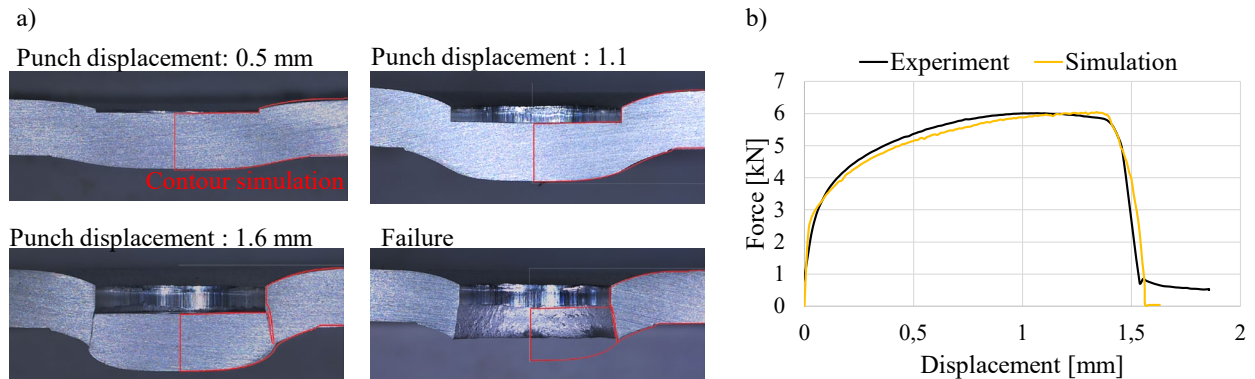 a)
Punch displacement: 0.5 mm
Punch displacement : 1.1
Contour simulation
Punch displacement : 1.6 mm
Failure
b)
Experiment Simulation
Force [kN]
7
6
5
4
3
2
1
0
0 0,5 1 1,5 2
Displacement [mm]